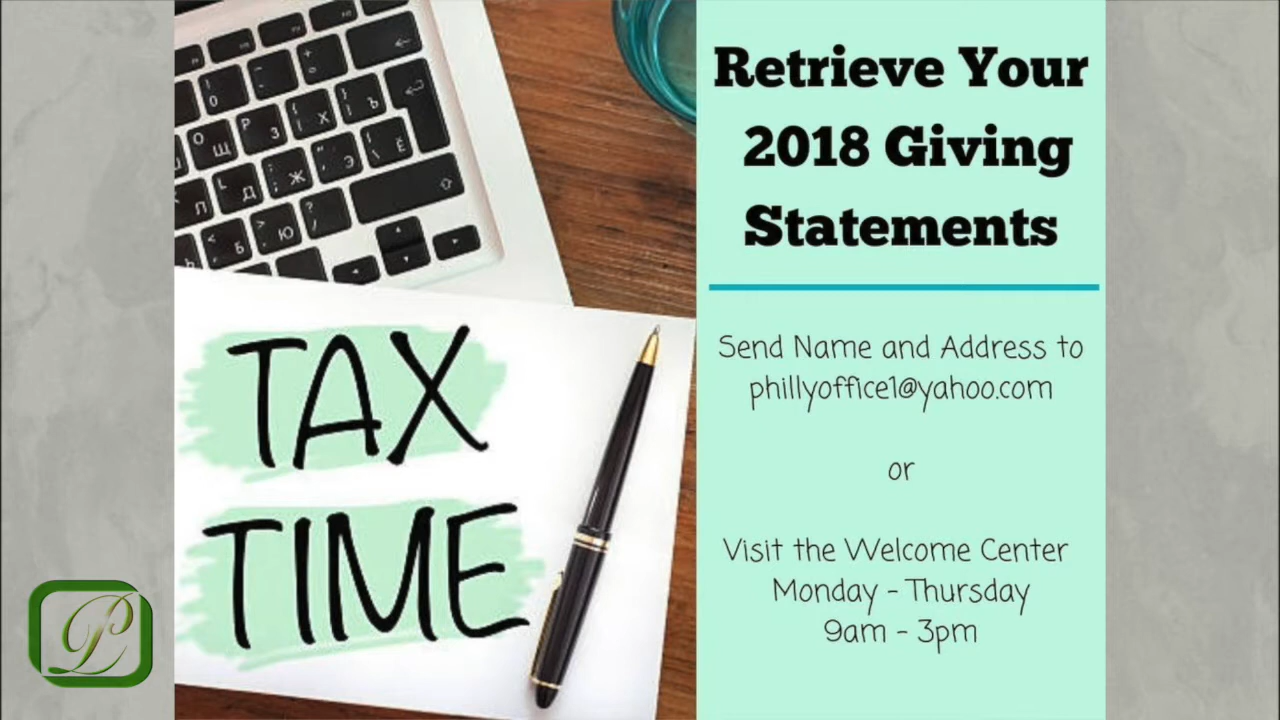 TAX
TIME
Retrieve Your
2018 Giving
Statements
Send Name and Address to
phillyoffice1@yahoo.com
or
Visit the Welcome Center
Monday - Thursday
9am - 3pm